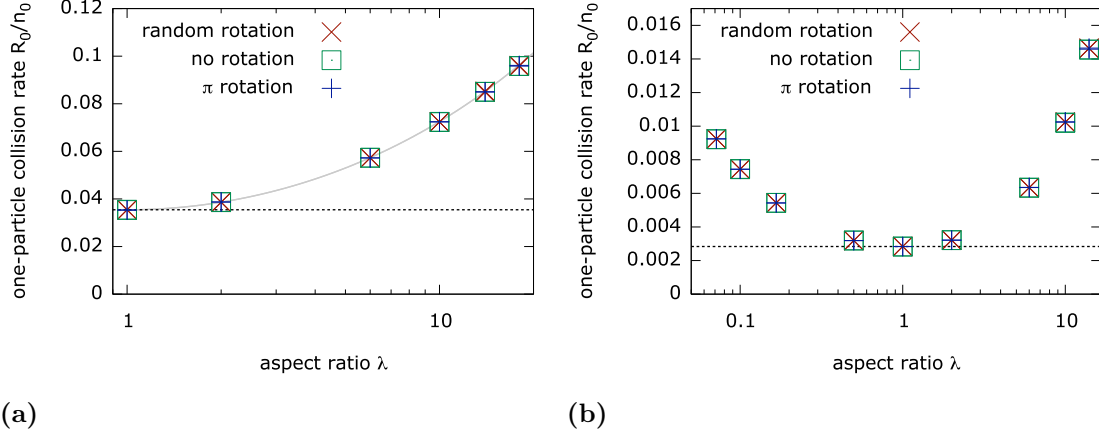 one-particle collision rate R₀/n₀
0.12
0.1
0.08
0.06
0.04
0.02
0
random rotation
no rotation
π rotation
1
10
aspect ratio λ
(a)
one-particle collision rate R₀/n₀
0.016
0.014
0.012
0.01
0.008
0.006
0.004
0.002
0
random rotation
no rotation
π rotation
0.1
1
10
aspect ratio λ
(b)